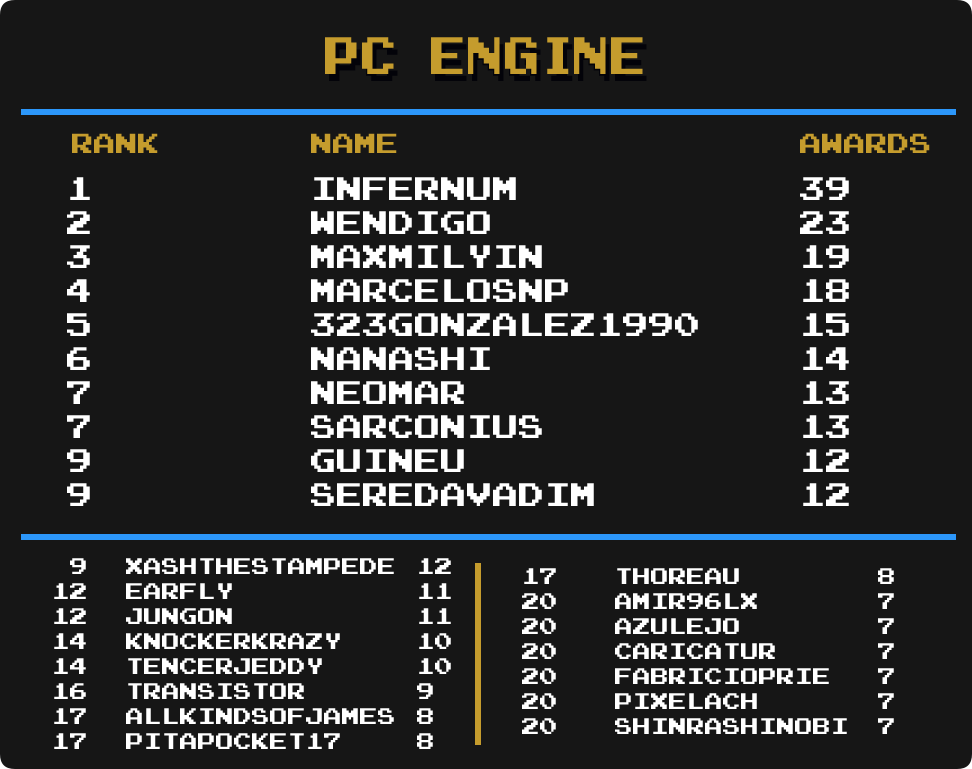 PC ENGINE
RANK NAME AWARDS
1 INFERNUM 39
2 WENDIGO 23
3 MAXMILYIN 19
4 MARCELOSNP 18
5 323GONZALEZ1990 15
6 NANASHI 14
7 NEOMAR 13
7 SARCONIUS 13
9 GUINEU 12
9 SEREDAVADIM 12
9 XASHTHESTAMPEDE 12
12 EARFLY 11
12 JUNGON 11
14 KNOCKERKRAZY 10
14 TENCERJEDDY 10
16 TRANSISTOR 9
17 ALLKINDSOFJAMES 8
17 PITAPOCKET17 8
17 THOREAU 8
20 AMIR96LX 7
20 AZULEJO 7
20 CARICATUR 7
20 FABRICIOPRIE 7
20 PIXELACH 7
20 SHINRASHINOBI 7